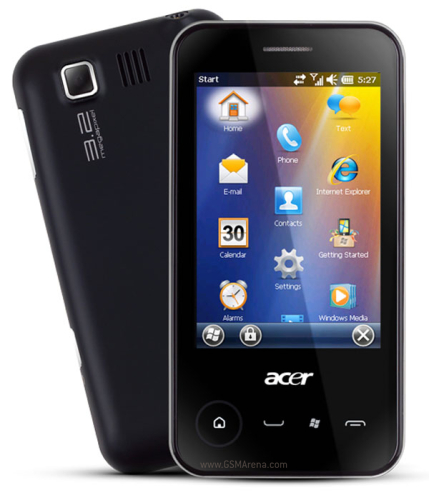 Start 5:27
Home
Text
Phone
E-mail
Internet Explorer
Contacts
30
Calendar
Getting Started
Settings
Alarms
Windows Media
acer
www.GSMArena.com
3.2
megapixel